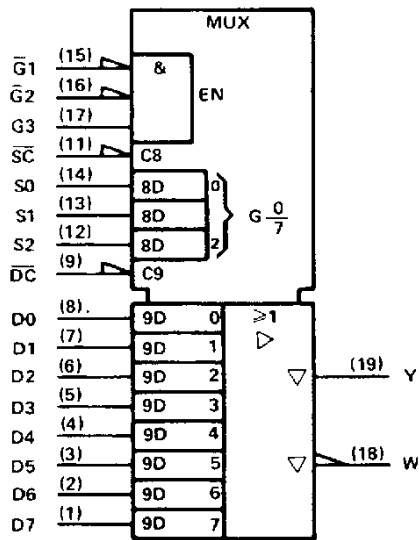 MUX
G̅1 (15) &
G̅2 (16) EN
G3 (17)
S̅C̅ (11) C8
S0 (14) 8D 0
S1 (13) 8D G 0/7
S2 (12) 8D 2
D̅C̅ (9) C9
D0 (8). 9D 0 ≥1
D1 (7) 9D 1 ▷
D2 (6) 9D 2 ▽ (19) Y
D3 (5) 9D 3
D4 (4) 9D 4
D5 (3) 9D 5 ▽ (18) W
D6 (2) 9D 6
D7 (1) 9D 7